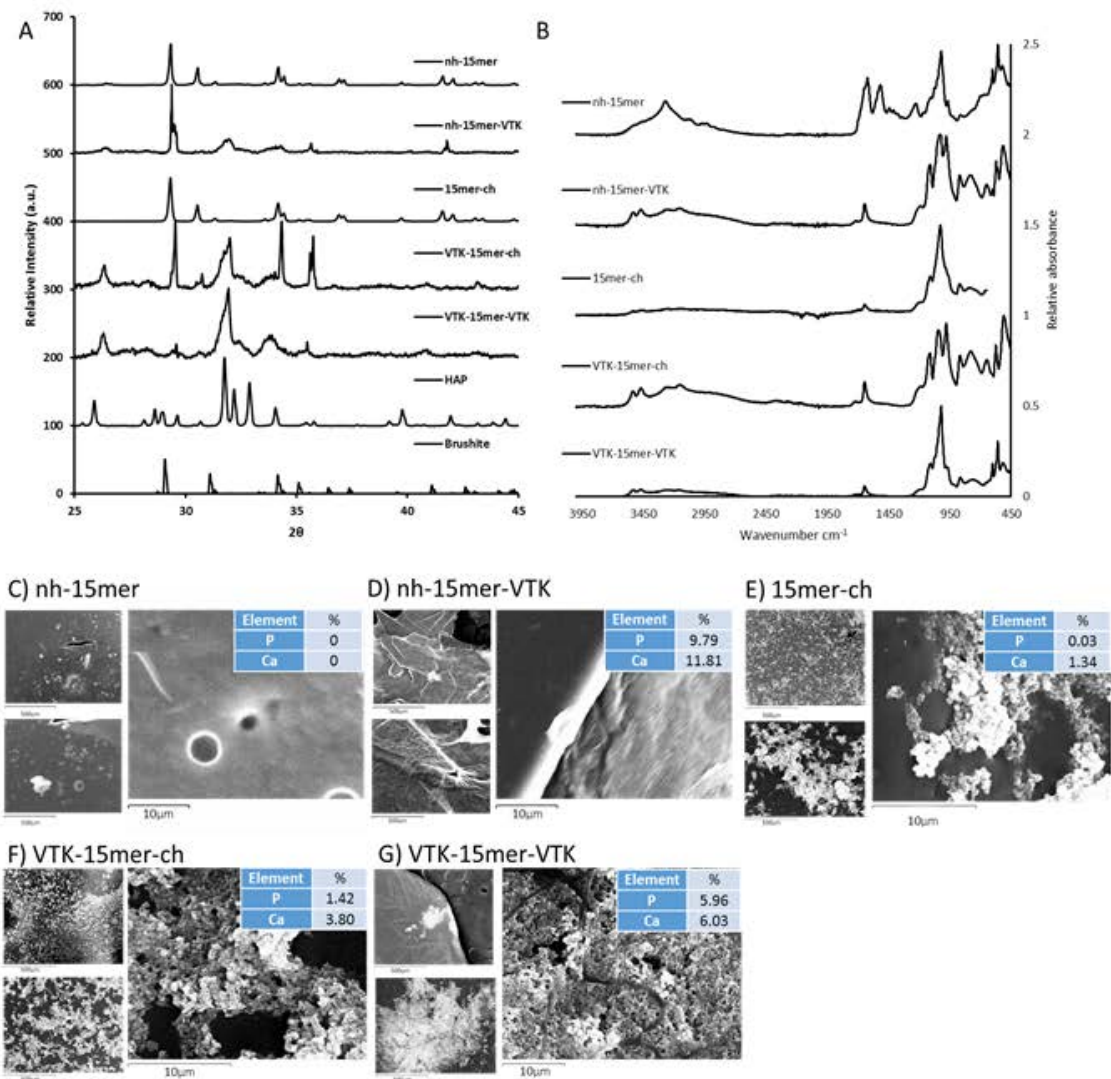 A
700
600
500
400
300
200
100
0
Relative Intensity (a.u.)
nh-15mer
nh-15mer-VTK
15mer-ch
VTK-15mer-ch
VTK-15mer-VTK
HAP
Brushite
25 30 35 40 45
2θ
B
2.5
2
1.5
1
0.5
0
Relative absorbance
nh-15mer
nh-15mer-VTK
15mer-ch
VTK-15mer-ch
VTK-15mer-VTK
3950 3450 2950 2450 1950 1450 950 450
Wavenumber cm-1
C) nh-15mer
Element %
P 0
Ca 0
10μm
D) nh-15mer-VTK
Element %
P 9.79
Ca 11.81
10μm
E) 15mer-ch
Element %
P 0.03
Ca 1.34
10μm
F) VTK-15mer-ch
Element %
P 1.42
Ca 3.80
10μm
G) VTK-15mer-VTK
Element %
P 5.96
Ca 6.03
10μm